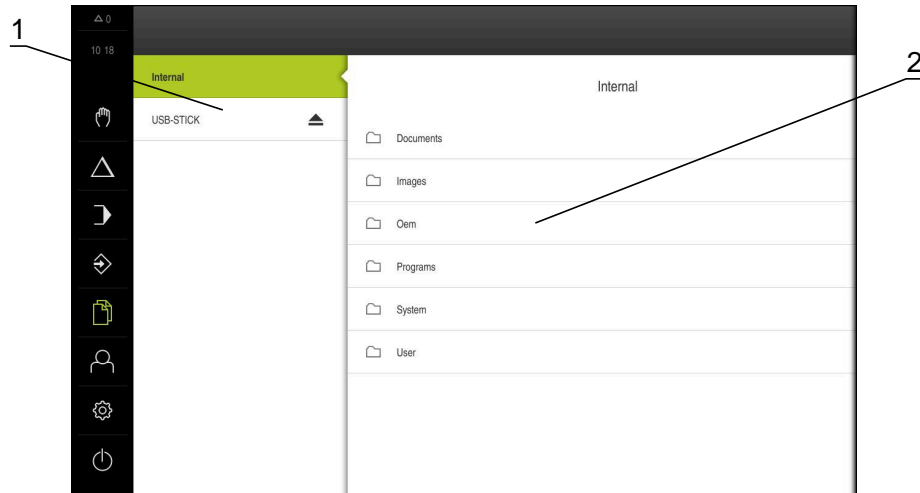 1
0
10 18
Internal
USB-STICK
Internal
Documents
Images
Oem
Programs
System
User
2